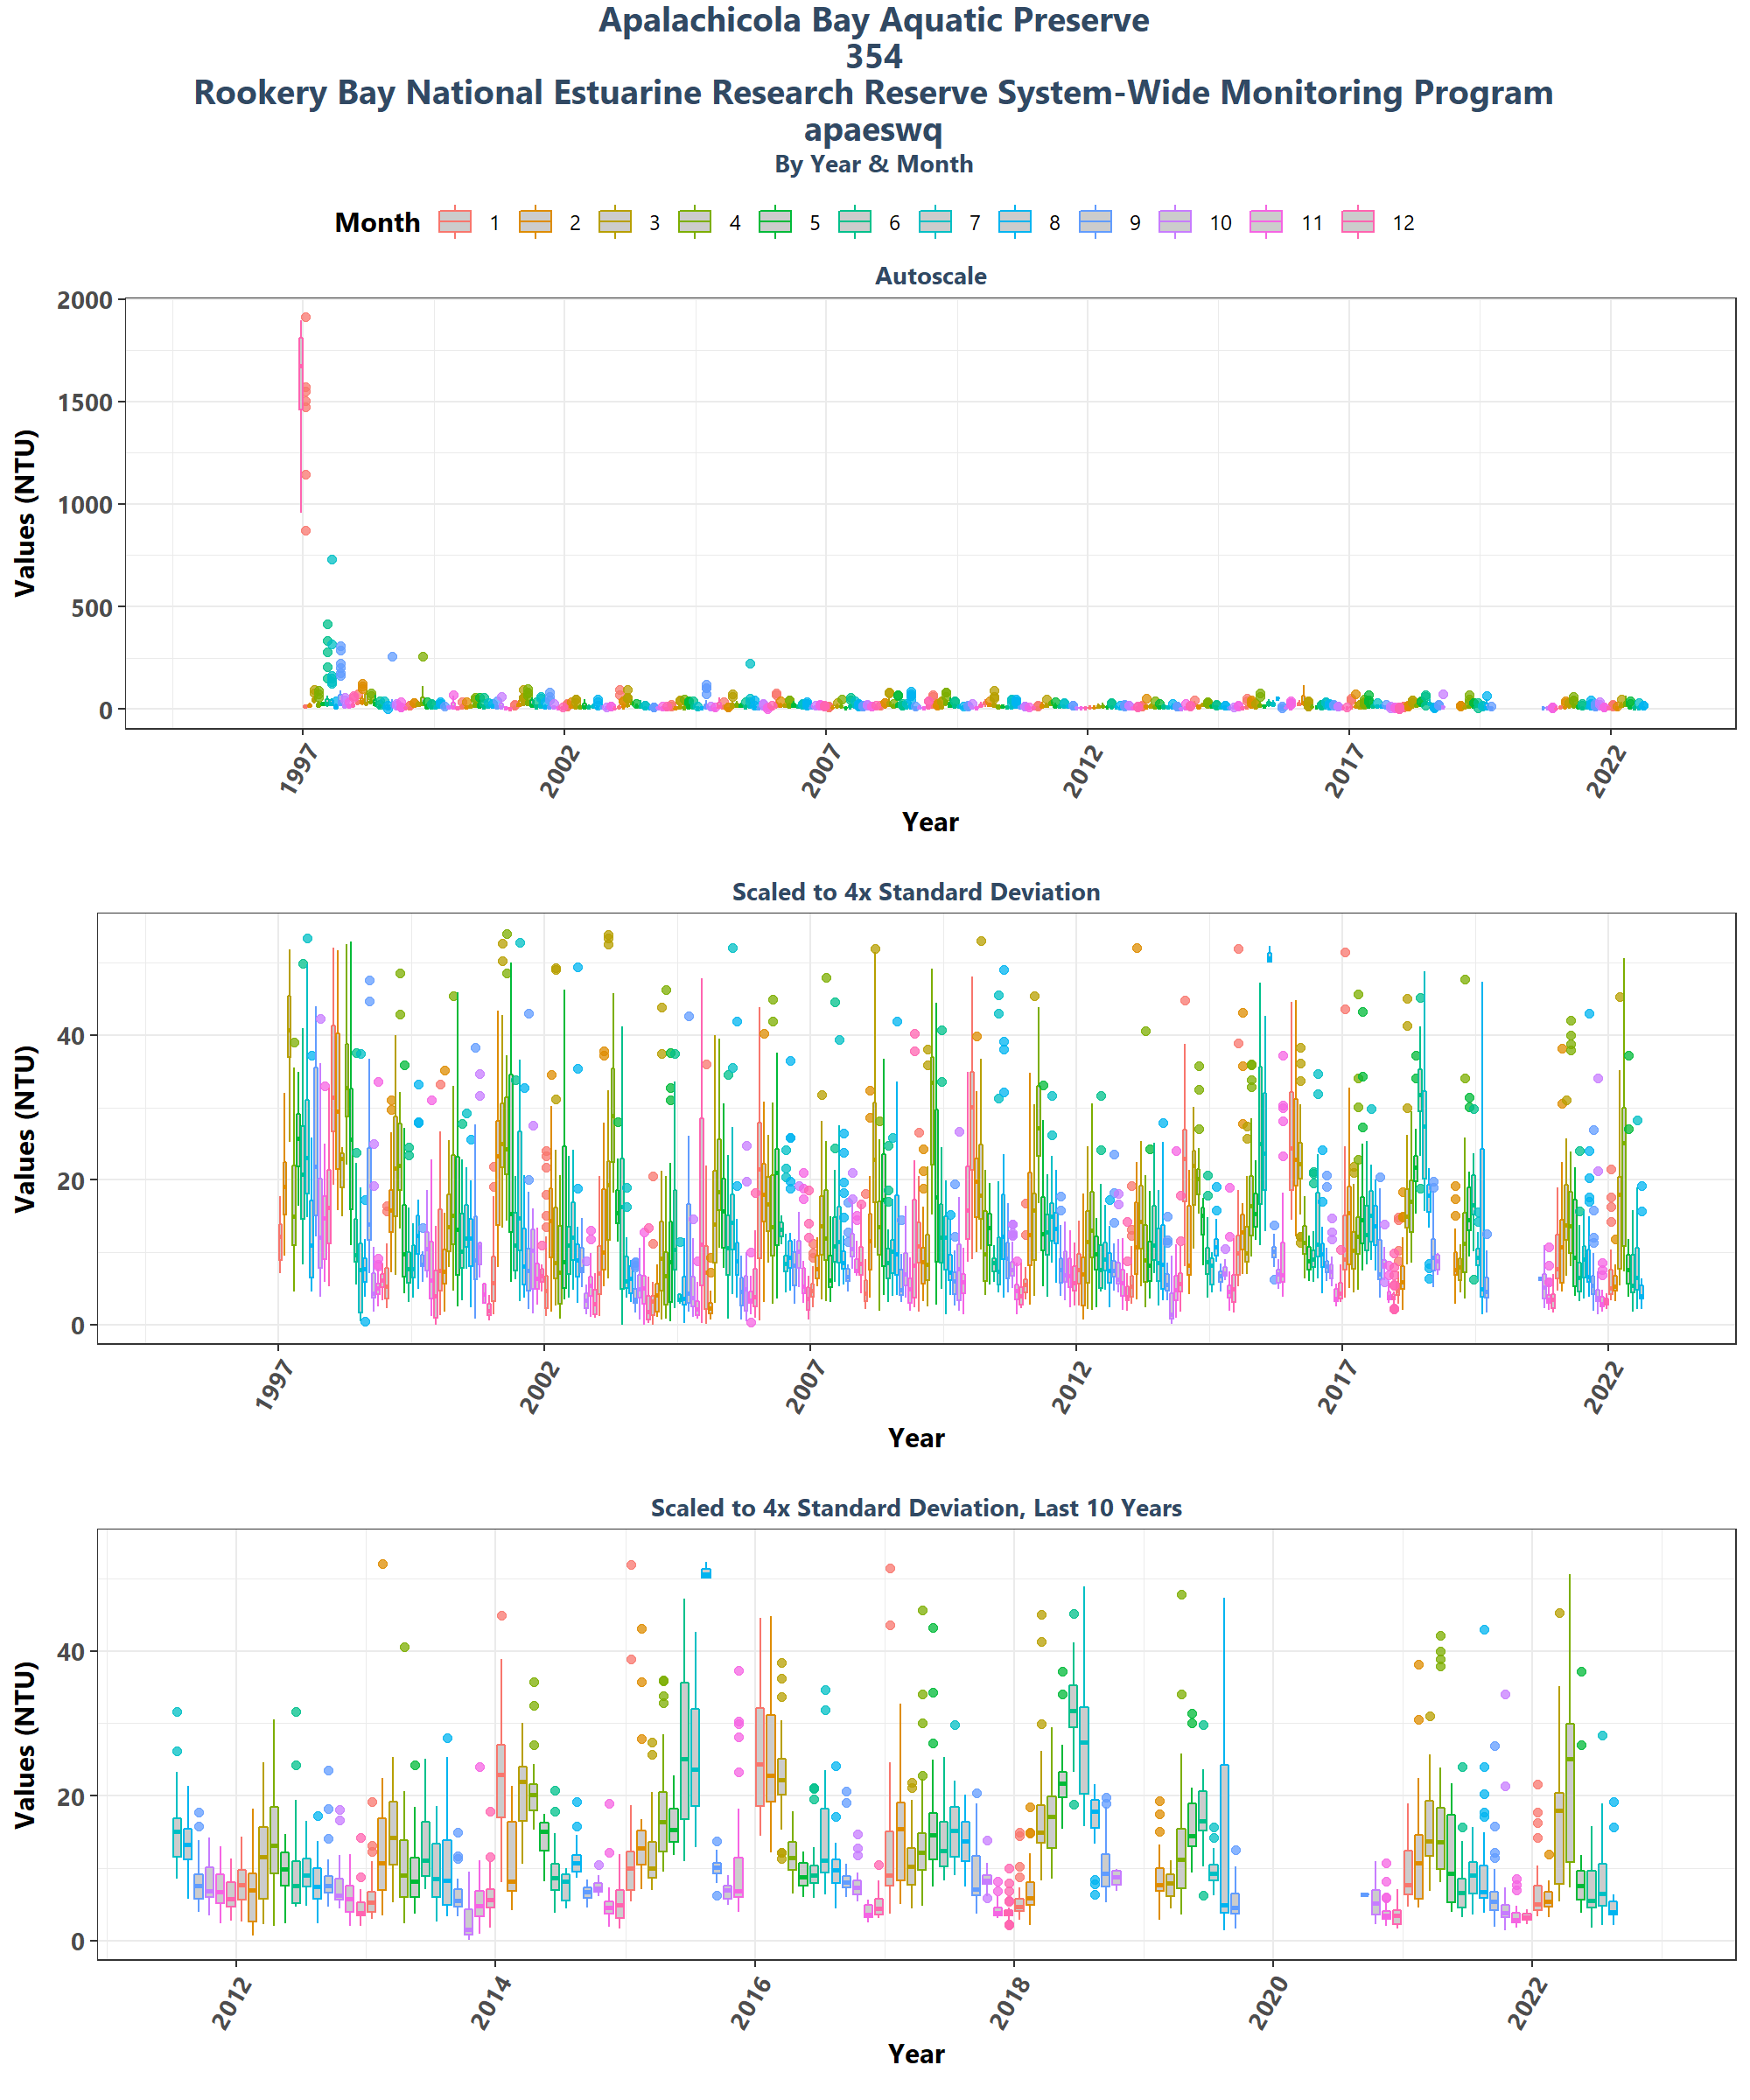 Apalachicola Bay Aquatic Preserve
354
Rookery Bay National Estuarine Research Reserve System-Wide Monitoring Program
apaeswq
By Year & Month
Month 1 2 3 4 5 6 7 8 9 10 11 12
Autoscale
2000
1500
1000
500
0
Values (NTU)
1997 2002 2007 2012 2017 2022
Year
Scaled to 4x Standard Deviation
40
20
0
Values (NTU)
1997 2002 2007 2012 2017 2022
Year
Scaled to 4x Standard Deviation, Last 10 Years
40
20
0
Values (NTU)
2012 2014 2016 2018 2020 2022
Year